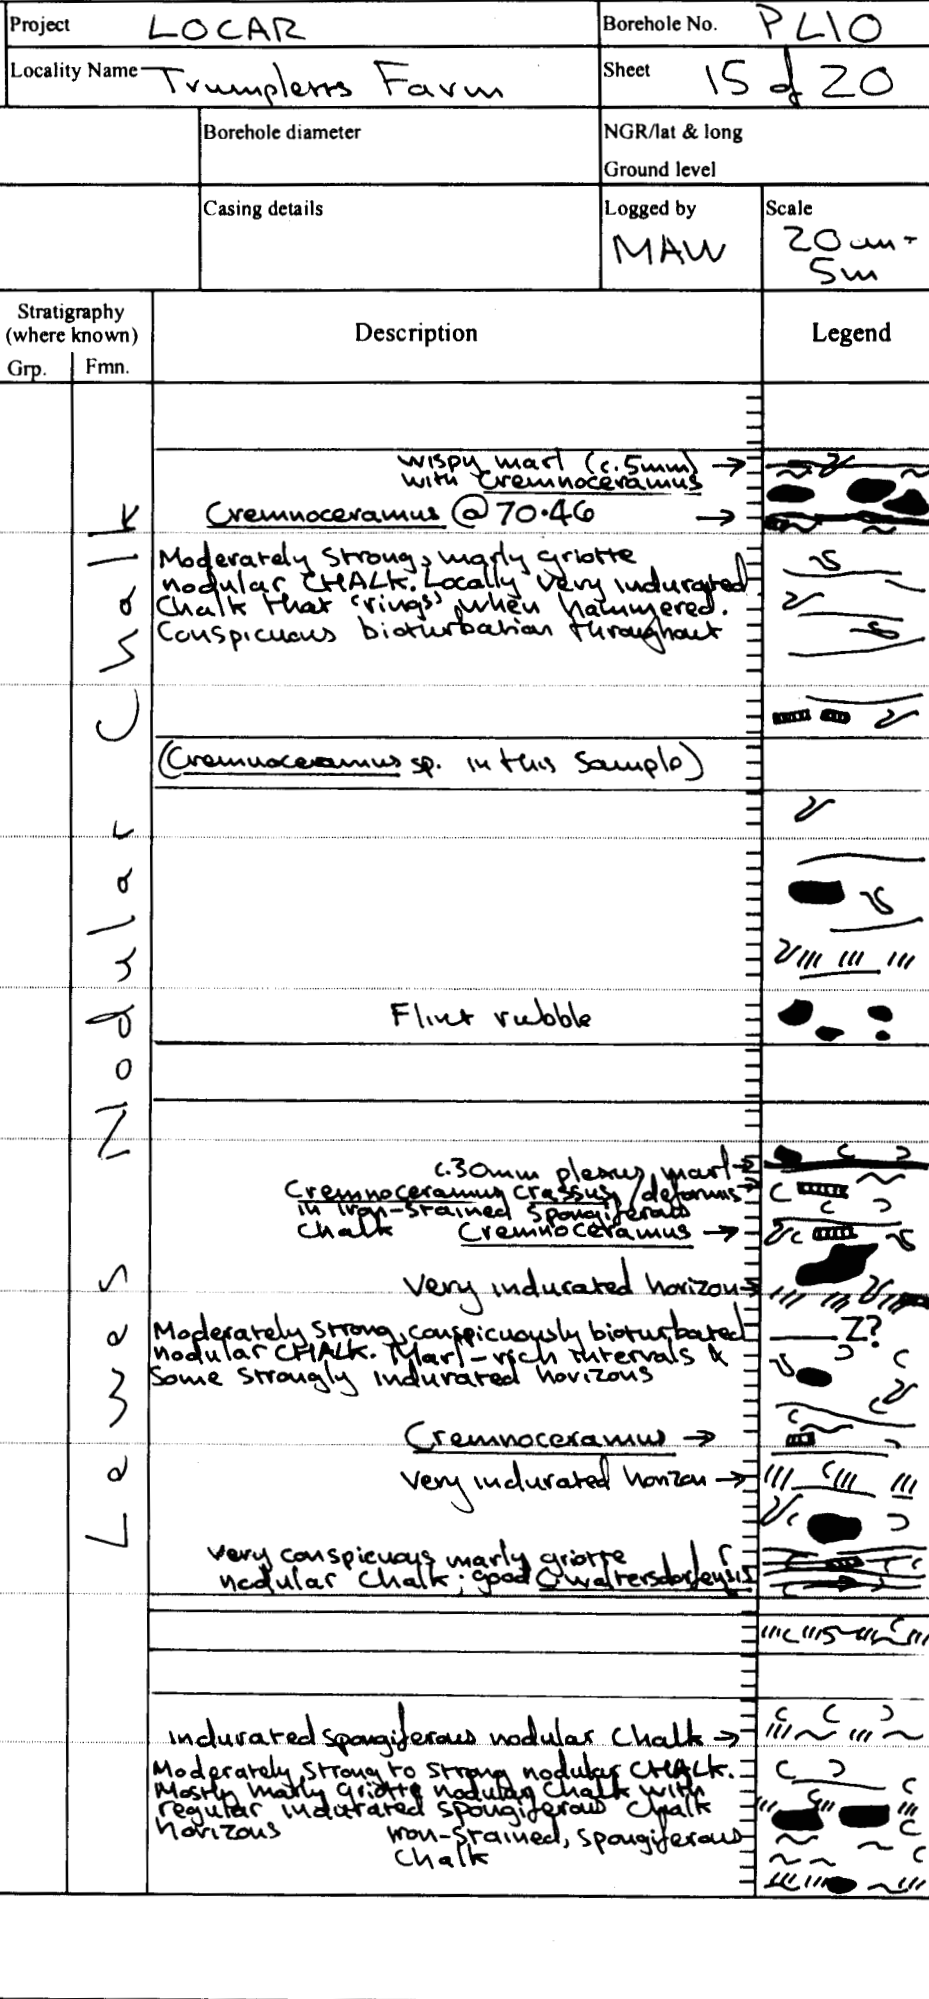 Project LOCAR Borehole No. PL10
Locality Name Trumpletts Farm Sheet 15 of 20
Borehole diameter NGR/lat & long
Ground level
Casing details Logged by Scale
MAW 20cm =
5m
Stratigraphy
(where known)
Grp. Fmn. Description Legend
Lewes Nodular Chalk
wispy marl (c. 5mm) →
with Cremnoceramus
Cremnoceramus @ 70.46 →
Moderately strong, marly griotte
nodular CHALK. Locally very indurated
Chalk that "rings" when hammered.
Conspicuous bioturbation throughout
(Cremnoceramus sp. in this sample)
Flint rubble
c.30mm plexus marl →
Cremnoceramus crassus/deformis
in iron-stained spongiferous
chalk Cremnoceramus →
Very indurated horizon →
Moderately strong, conspicuously bioturbated
nodular CHALK. Marl-rich intervals &
some strongly indurated horizons
Z?
Cremnoceramus →
very indurated horizon →
very conspicuous marly griotte
nodular chalk; good C waltersdorfensis
indurated spongiferous nodular chalk →
Moderately strong to strong nodular CHALK.
Mostly marly griotte nodular chalk with
regular indurated spongiferous chalk
horizons iron-stained, spongiferous
chalk